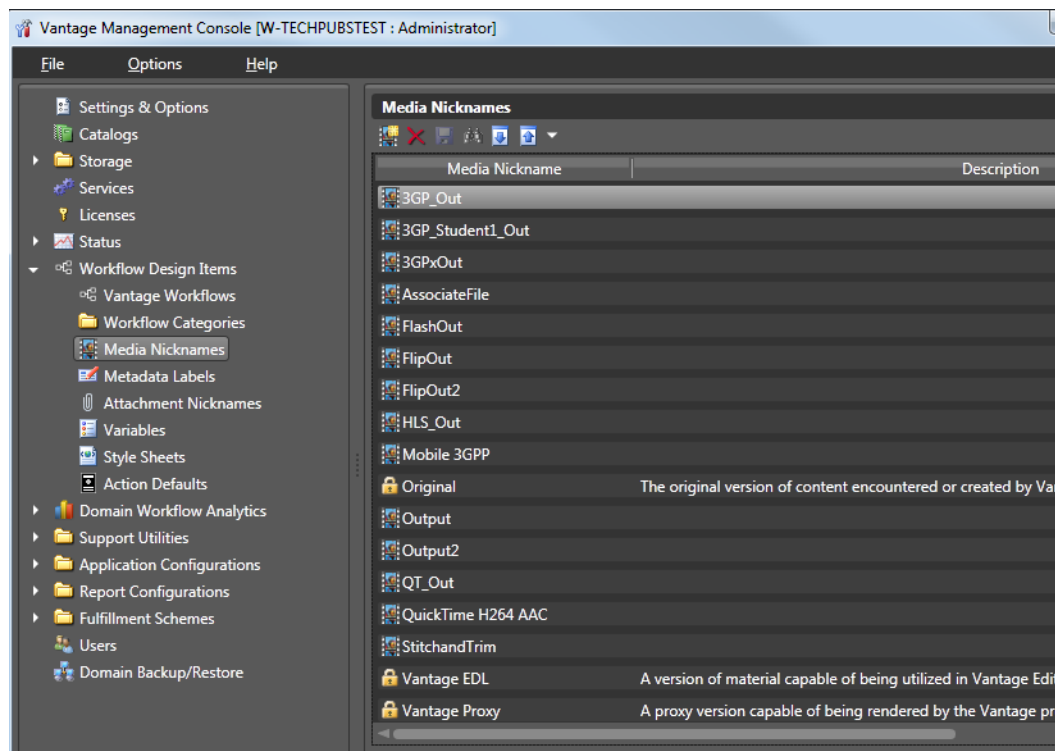 Vantage Management Console [W-TECHPUBSTEST : Administrator]
File Options Help
Settings & Options
Catalogs
Storage
Services
Licenses
Status
Workflow Design Items
Vantage Workflows
Workflow Categories
Media Nicknames
Metadata Labels
Attachment Nicknames
Variables
Style Sheets
Action Defaults
Domain Workflow Analytics
Support Utilities
Application Configurations
Report Configurations
Fulfillment Schemes
Users
Domain Backup/Restore
Media Nicknames
Media Nickname Description
3GP_Out
3GP_Student1_Out
3GPxOut
AssociateFile
FlashOut
FlipOut
FlipOut2
HLS_Out
Mobile 3GPP
Original The original version of content encountered or created by Va
Output
Output2
QT_Out
QuickTime H264 AAC
StitchandTrim
Vantage EDL A version of material capable of being utilized in Vantage Edi
Vantage Proxy A proxy version capable of being rendered by the Vantage pr